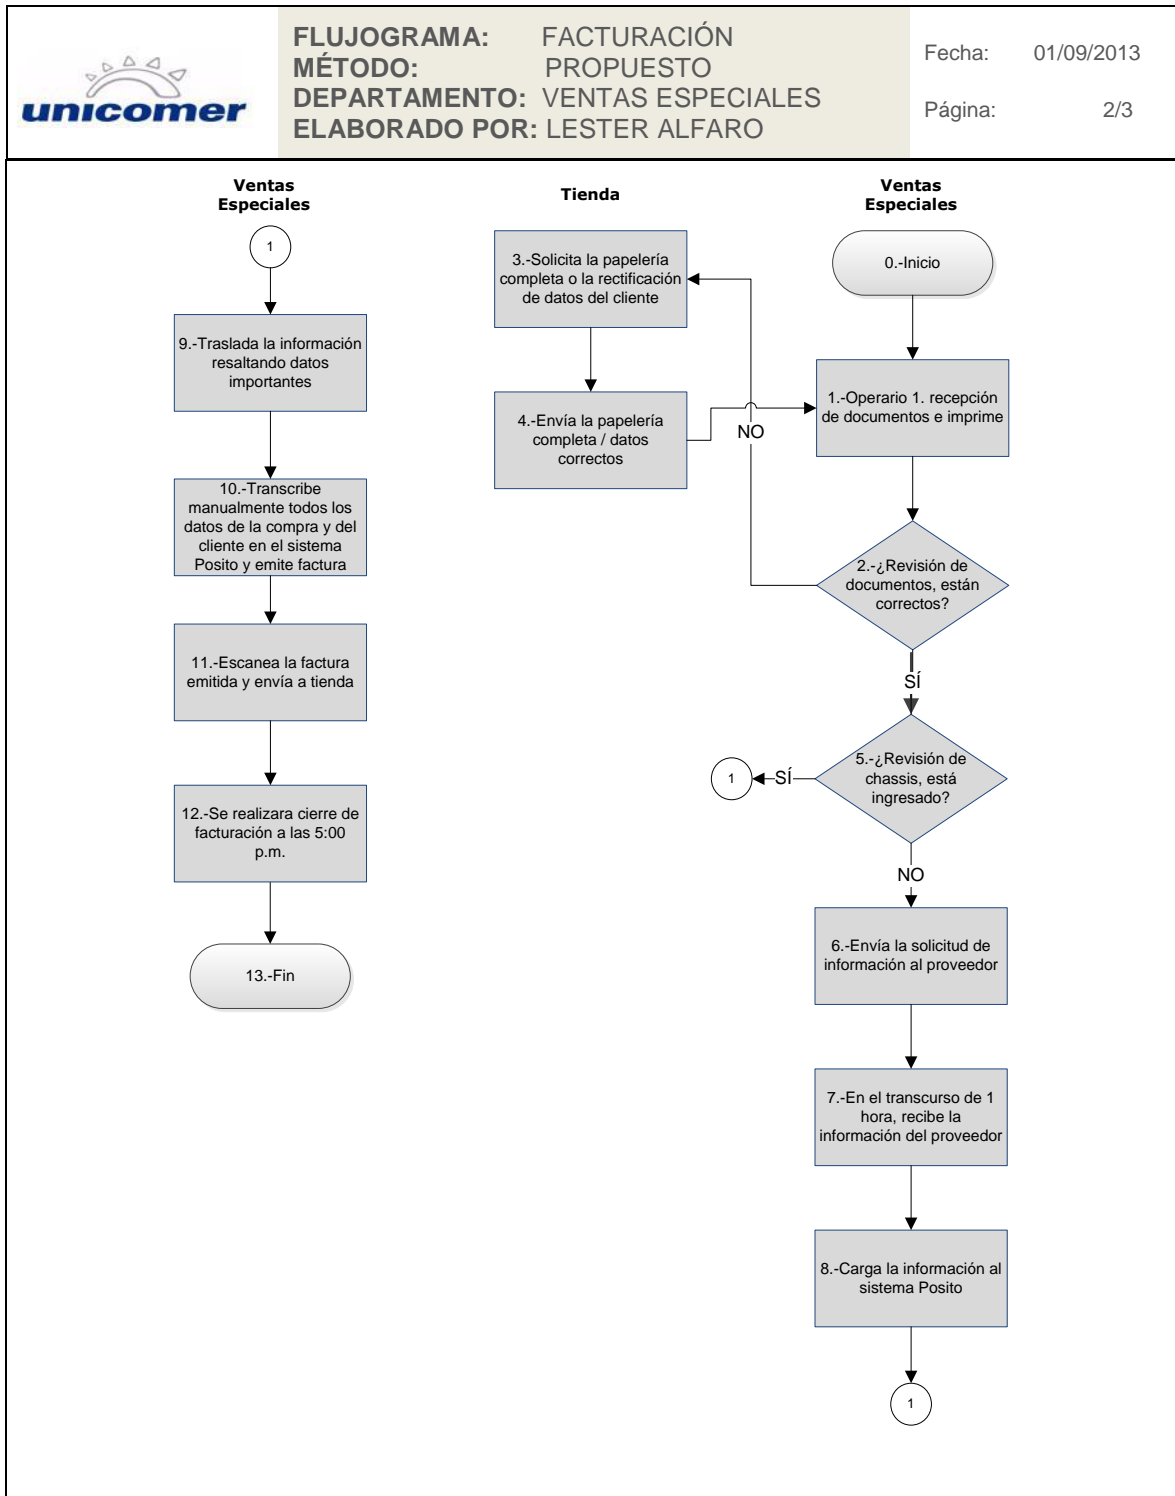 unicomer
FLUJOGRAMA: FACTURACIÓN
MÉTODO: PROPUESTO
DEPARTAMENTO: VENTAS ESPECIALES
ELABORADO POR: LESTER ALFARO
Fecha: 01/09/2013
Página: 2/3
Ventas
Especiales
1
9.-Traslada la información
resaltando datos
importantes
10.-Transcribe
manualmente todos los
datos de la compra y del
cliente en el sistema
Posito y emite factura
11.-Escanea la factura
emitida y envía a tienda
12.-Se realizara cierre de
facturación a las 5:00
p.m.
13.-Fin
Tienda
3.-Solicita la papelería
completa o la rectificación
de datos del cliente
4.-Envía la papelería
completa / datos
correctos
NO
Ventas
Especiales
0.-Inicio
1.-Operario 1. recepción
de documentos e imprime
2.-¿Revisión de
documentos, están
correctos?
SÍ
5.-¿Revisión de
chassis, está
ingresado?
SÍ
1
NO
6.-Envía la solicitud de
información al proveedor
7.-En el transcurso de 1
hora, recibe la
información del proveedor
8.-Carga la información al
sistema Posito
1